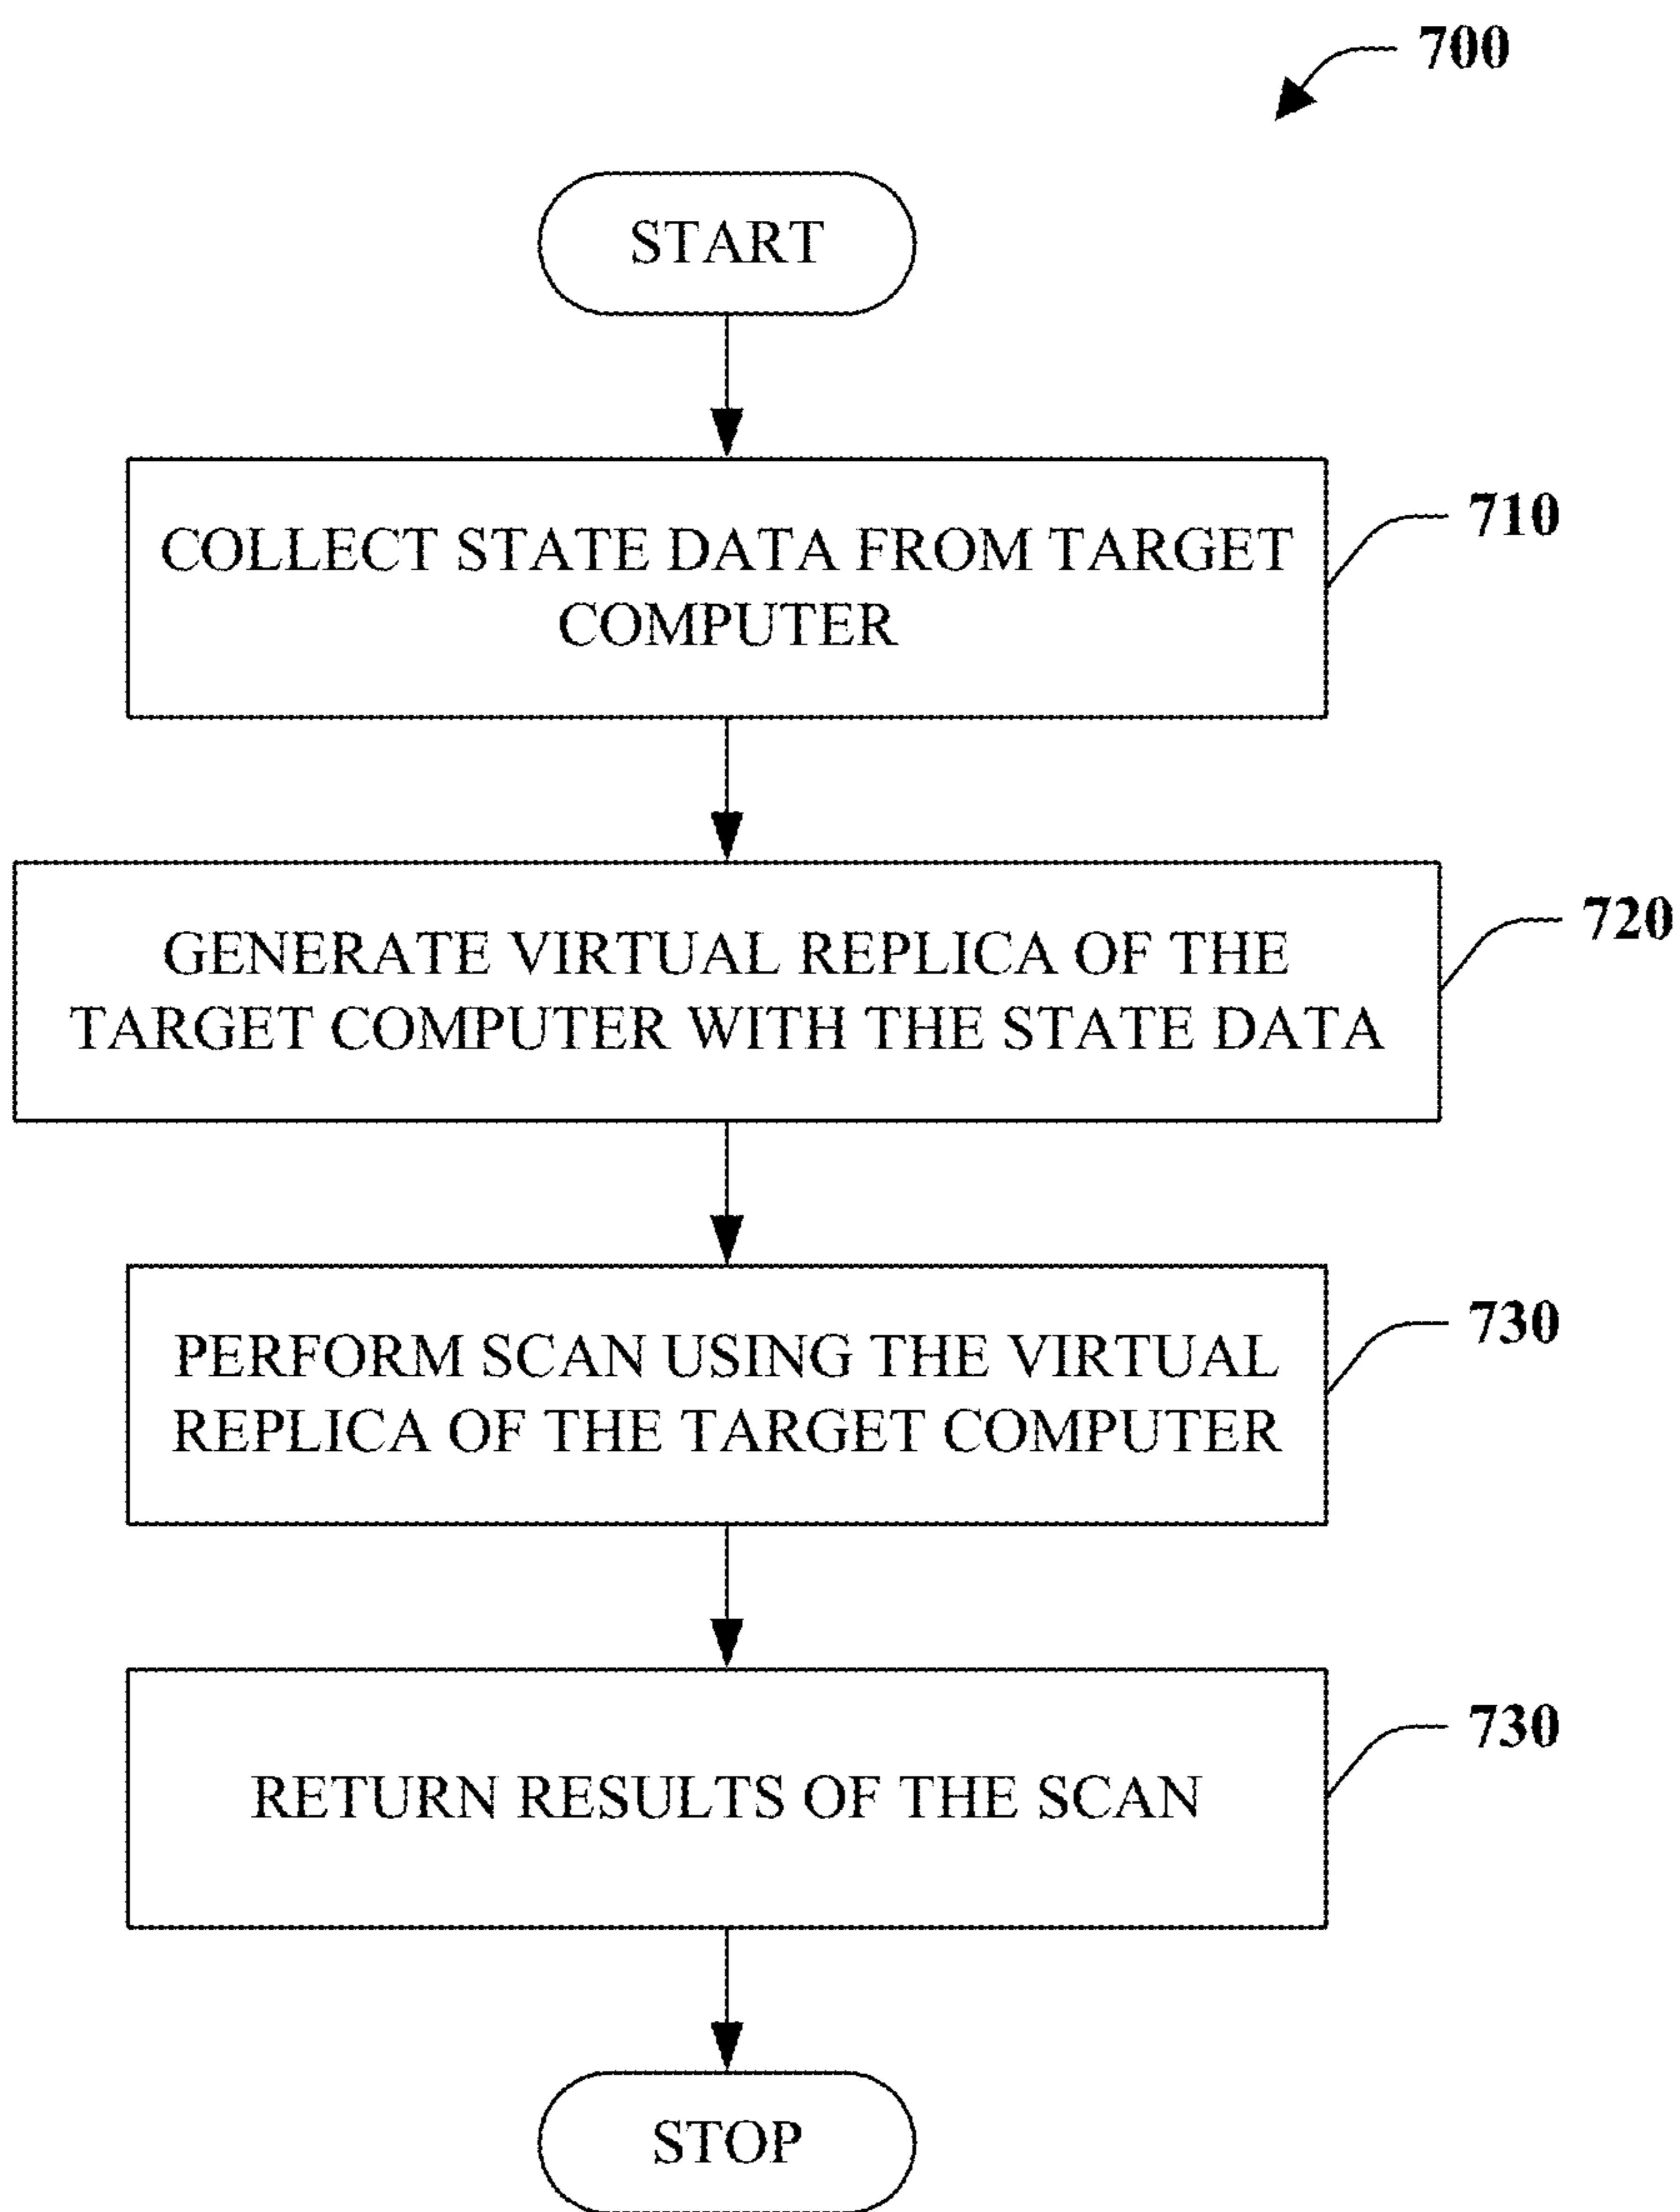 700
START
COLLECT STATE DATA FROM TARGET
COMPUTER
710
GENERATE VIRTUAL REPLICA OF THE
TARGET COMPUTER WITH THE STATE DATA
720
PERFORM SCAN USING THE VIRTUAL
REPLICA OF THE TARGET COMPUTER
730
RETURN RESULTS OF THE SCAN
730
STOP